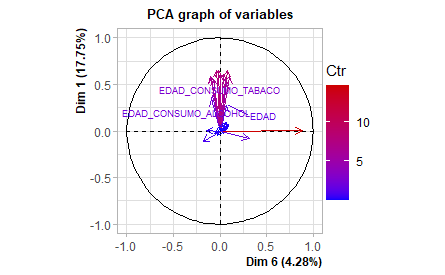 PCA graph of variables
Dim 1 (17.75%)
1.0
0.5
0.0
-0.5
-1.0
EDAD_CONSUMO_TABACO
EDAD_CONSUMO_ALCOHOL
EDAD
-1.0 -0.5 0.0 0.5 1.0
Dim 6 (4.28%)
Ctr
10
5